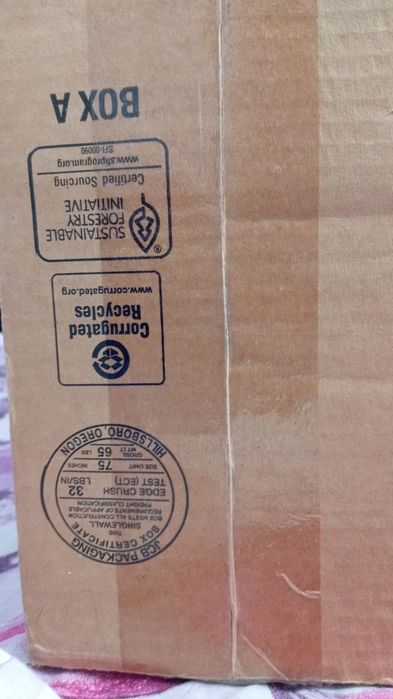 JCB PACKAGING
BOX CERTIFICATE
THIS
SINGLEWALL
BOX MEETS ALL CONSTRUCTION
REQUIREMENTS OF APPLICABLE
FREIGHT CLASSIFICATION
EDGE CRUSH
TEST (ECT) 32 LBS/IN
SIZE LIMIT 75 INCHES
GROSS
WT LT 65 LBS
HILLSBORO, OREGON
Corrugated
Recycles
www.corrugated.org
®
SUSTAINABLE
FORESTRY
INITIATIVE
Certified Sourcing
www.sfiprogram.org
SFI-00090
BOX A